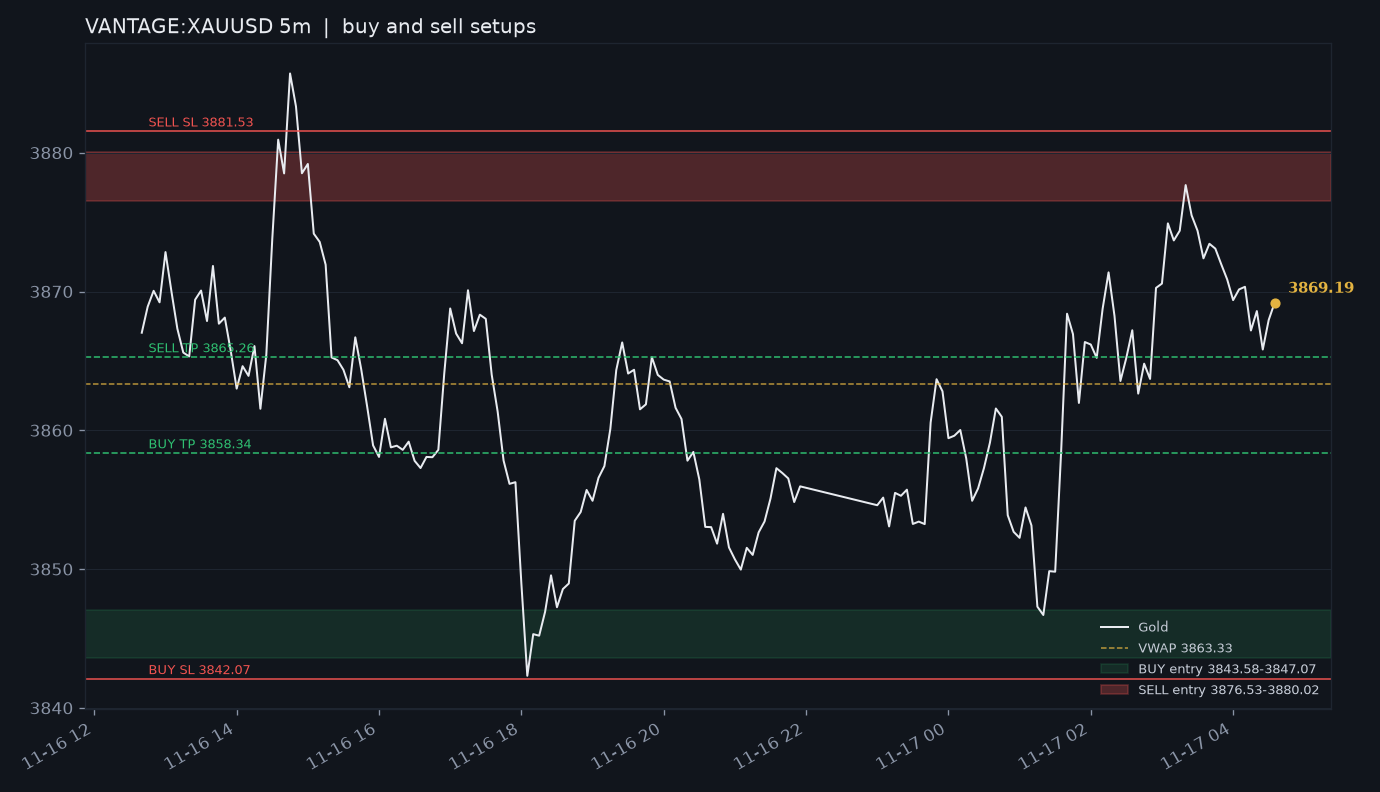 VANTAGE:XAUUSD 5m | buy and sell setups
SELL SL 3881.53
3880
3870
3869.19
SELL TP 3865.26
3860
BUY TP 3858.34
3850
Gold
VWAP 3863.33
BUY entry 3843.58-3847.07
SELL entry 3876.53-3880.02
BUY SL 3842.07
3840
11-16 12
11-16 14
11-16 16
11-16 18
11-16 20
11-16 22
11-17 00
11-17 02
11-17 04